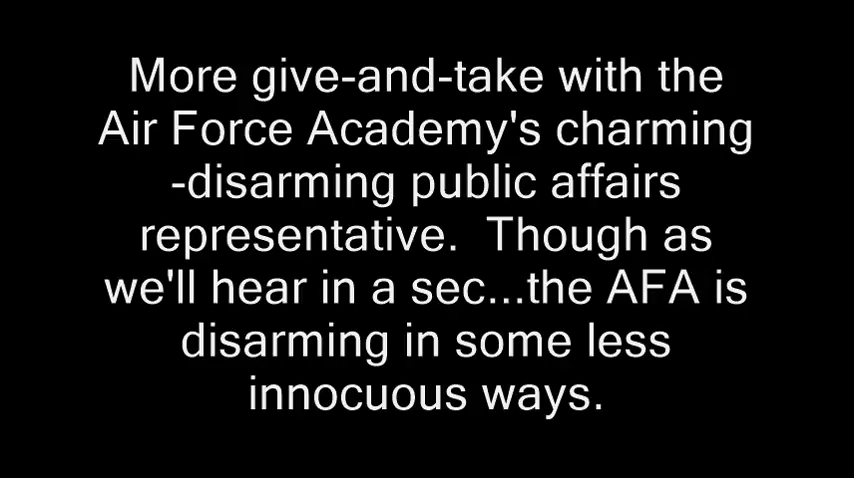 More give-and-take with the
Air Force Academy's charming
-disarming public affairs
representative.  Though as
we'll hear in a sec...the AFA is
disarming in some less
innocuous ways.